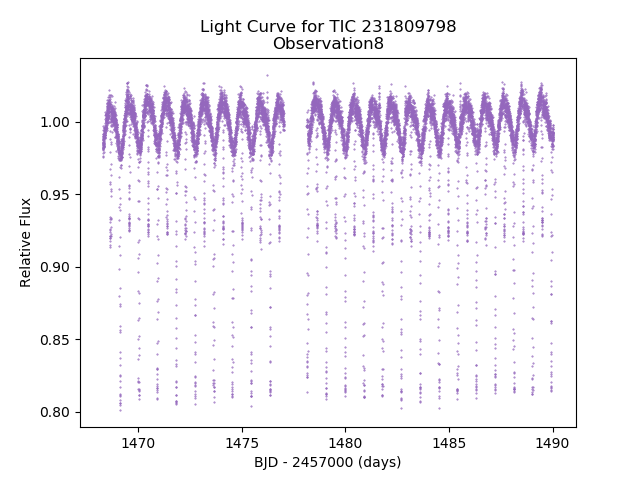 Light Curve for TIC 231809798
Observation8
Relative Flux
1.00
0.95
0.90
0.85
0.80
1470
1475
1480
1485
1490
BJD - 2457000 (days)